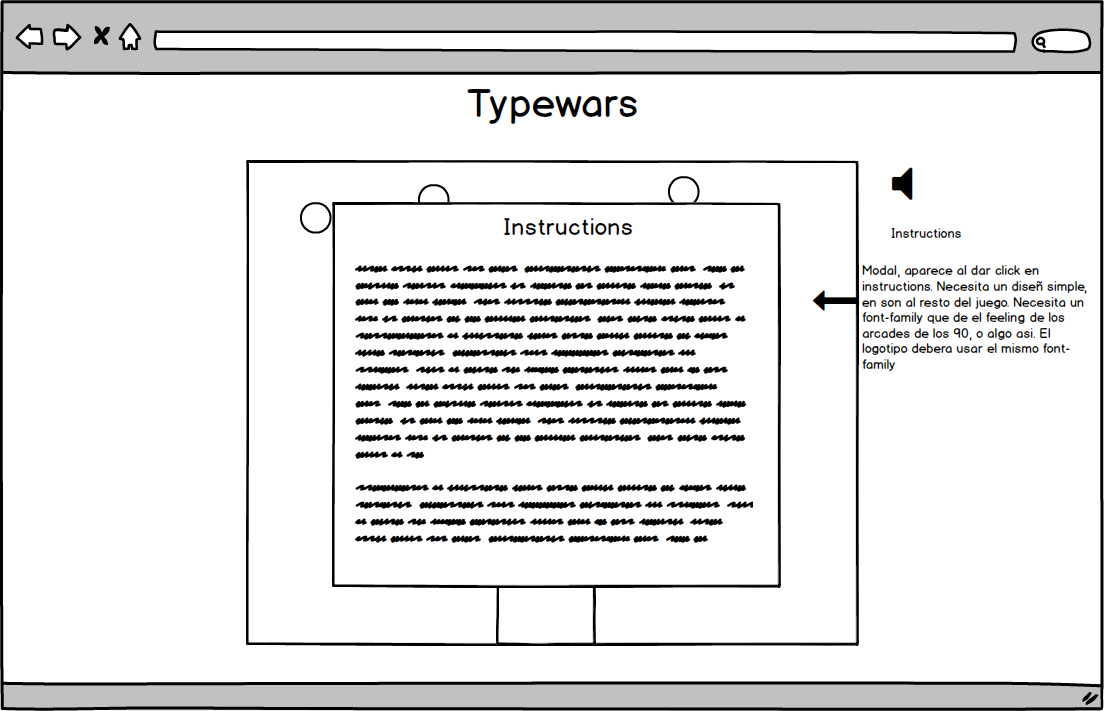 Typewars
Instructions
Instructions
Modal, aparece al dar click en
instructions. Necesita un diseñ simple,
en son al resto del juego. Necesita un
font-family que de el feeling de los
arcades de los 90, o algo asi. El
logotipo debera usar el mismo font-
family